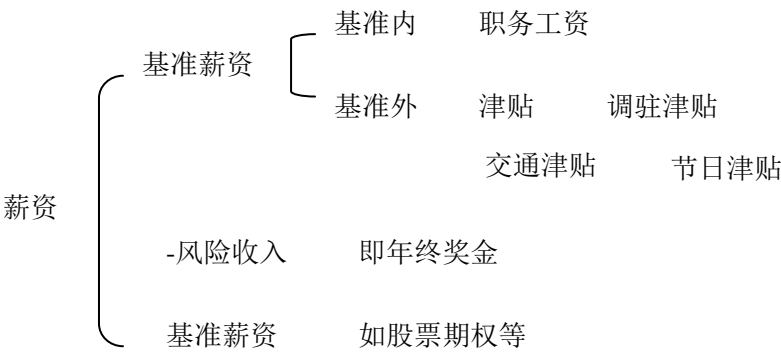 基准内 职务工资
基准薪资
基准外 津贴 调驻津贴
交通津贴 节日津贴
薪资
-风险收入 即年终奖金
基准薪资 如股票期权等